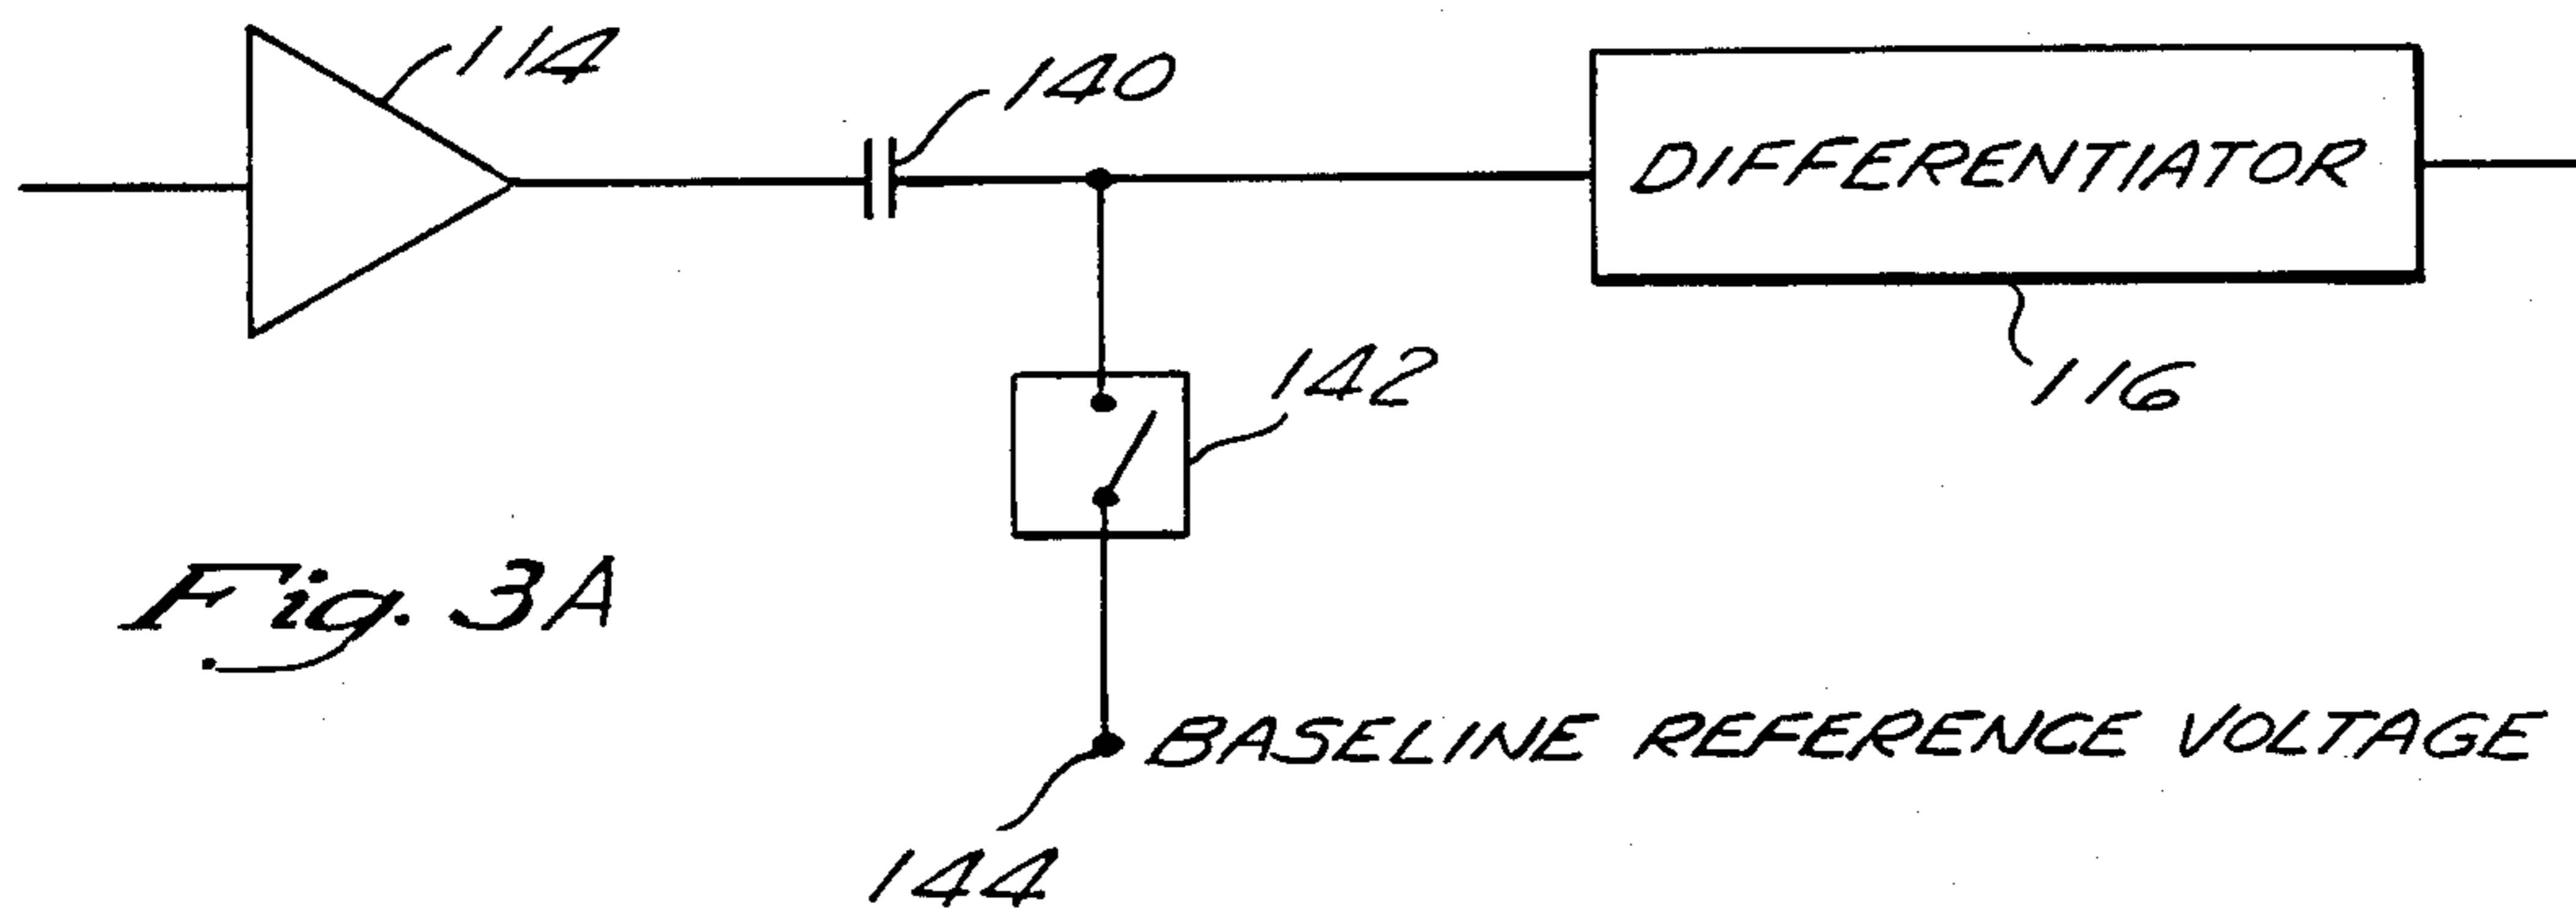 114
140
DIFFERENTIATOR
142
116
Fig. 3A
BASELINE REFERENCE VOLTAGE
144